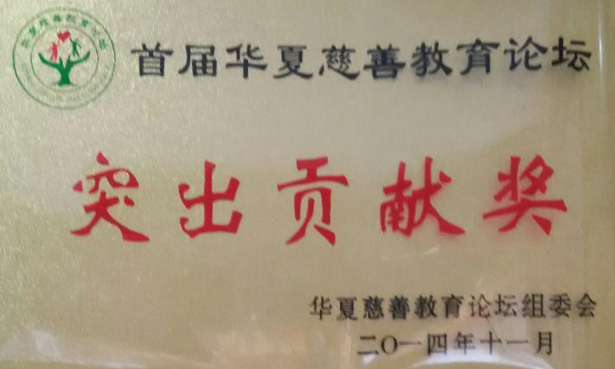 首届华夏慈善教育论坛
突出贡献奖
华夏慈善教育论坛组委会
二〇一四年十一月